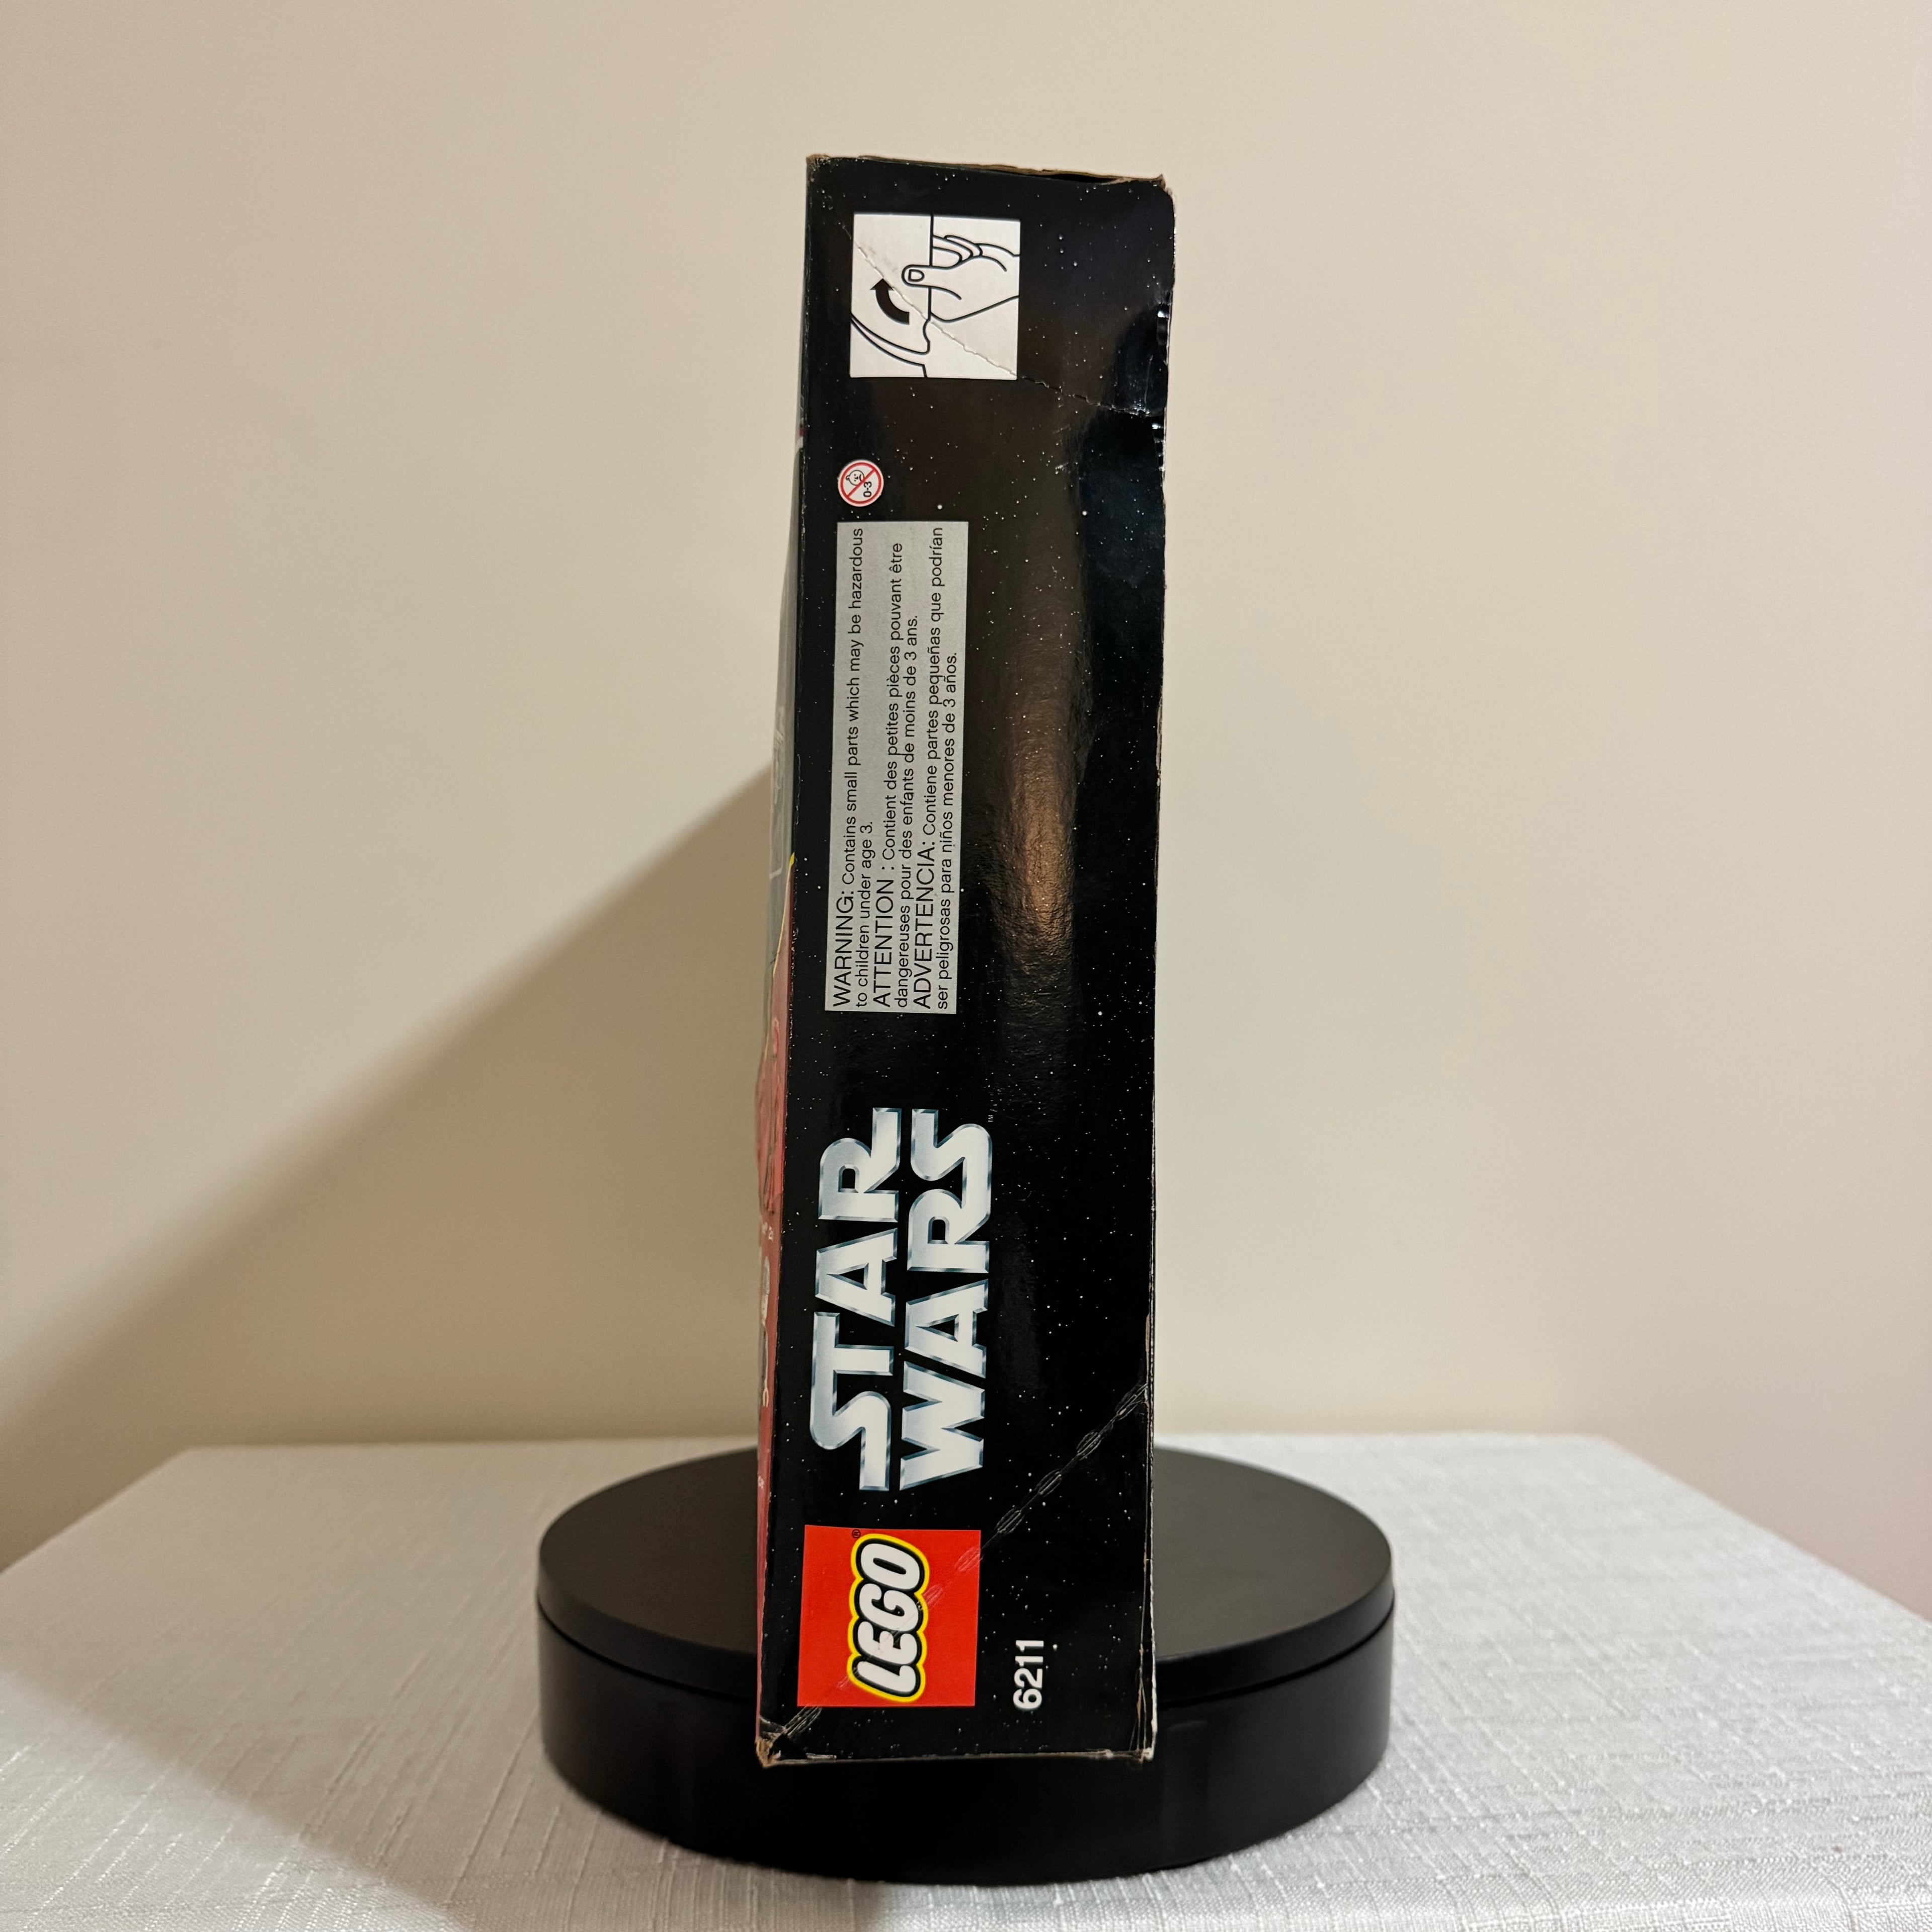 LEGO®
STAR
WARS™
6211
WARNING: Contains small parts which may be hazardous
to children under age 3.
ATTENTION : Contient des petites pièces pouvant être
dangereuses pour des enfants de moins de 3 ans.
ADVERTENCIA: Contiene partes pequeñas que podrían
ser peligrosas para niños menores de 3 años.
0-3